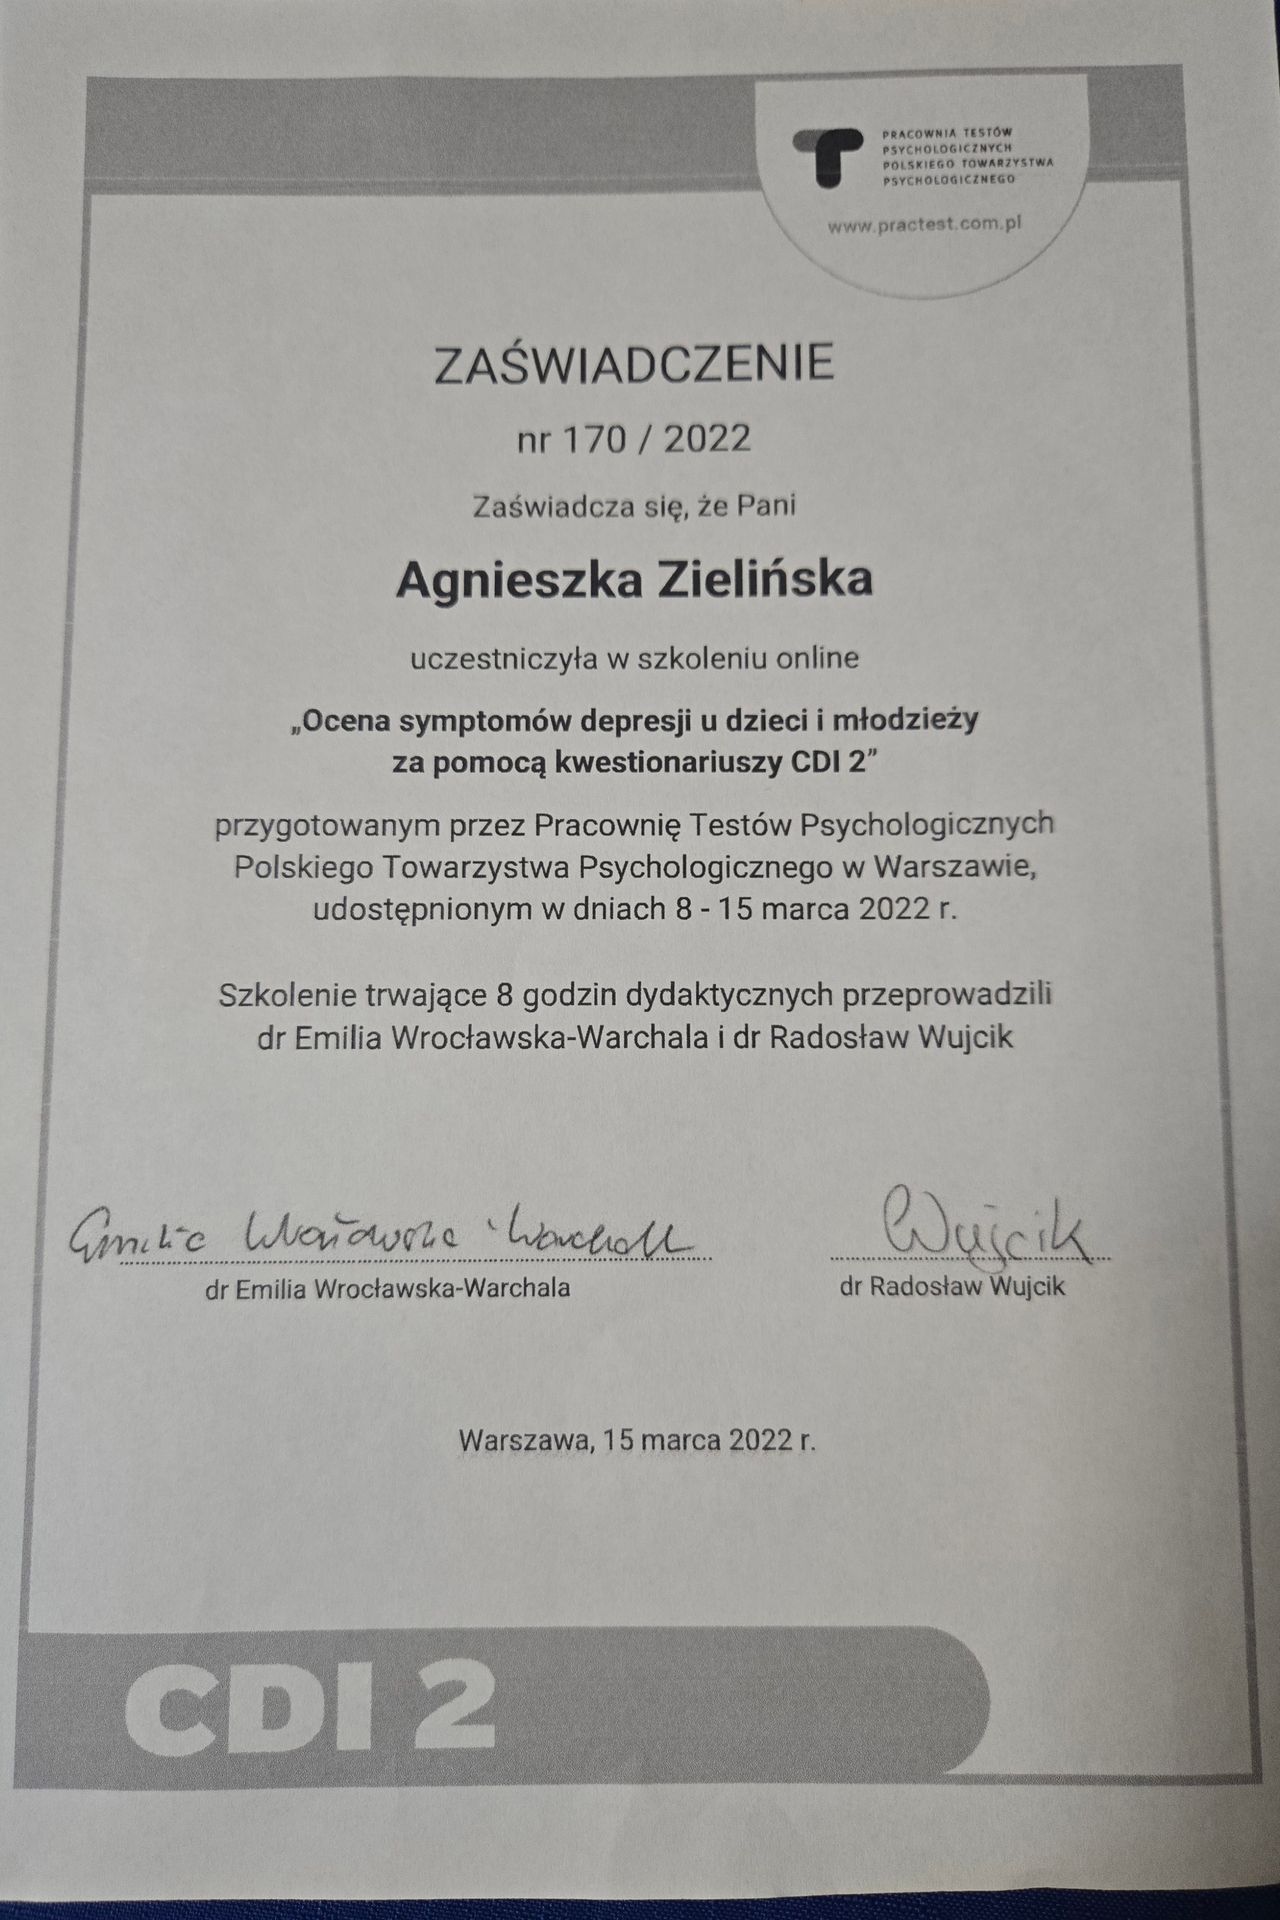 PRACOWNIA TESTÓW
PSYCHOLOGICZNYCH
POLSKIEGO TOWARZYSTWA
PSYCHOLOGICZNEGO
www.practest.com.pl
ZAŚWIADCZENIE
nr 170 / 2022
Zaświadcza się, że Pani
Agnieszka Zielińska
uczestniczyła w szkoleniu online
„Ocena symptomów depresji u dzieci i młodzieży
za pomocą kwestionariuszy CDI 2”
przygotowanym przez Pracownię Testów Psychologicznych
Polskiego Towarzystwa Psychologicznego w Warszawie,
udostępnionym w dniach 8 - 15 marca 2022 r.
Szkolenie trwające 8 godzin dydaktycznych przeprowadzili
dr Emilia Wrocławska-Warchala i dr Radosław Wujcik
Emilia Wrocławska-Warchala Wujcik
dr Emilia Wrocławska-Warchala dr Radosław Wujcik
Warszawa, 15 marca 2022 r.
CDI 2